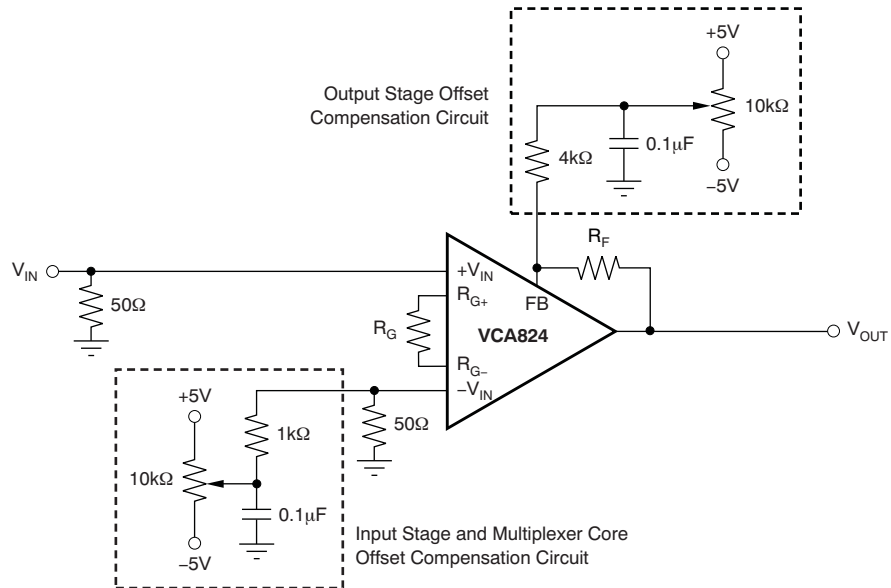 +5V
Output Stage Offset
Compensation Circuit
10kΩ
0.1μF
4kΩ
−5V
R_F
V_IN
+V_IN
R_G+
FB
50Ω
R_G
VCA824
V_OUT
R_G−
−V_IN
+5V
50Ω
1kΩ
10kΩ
0.1μF
−5V
Input Stage and Multiplexer Core
Offset Compensation Circuit